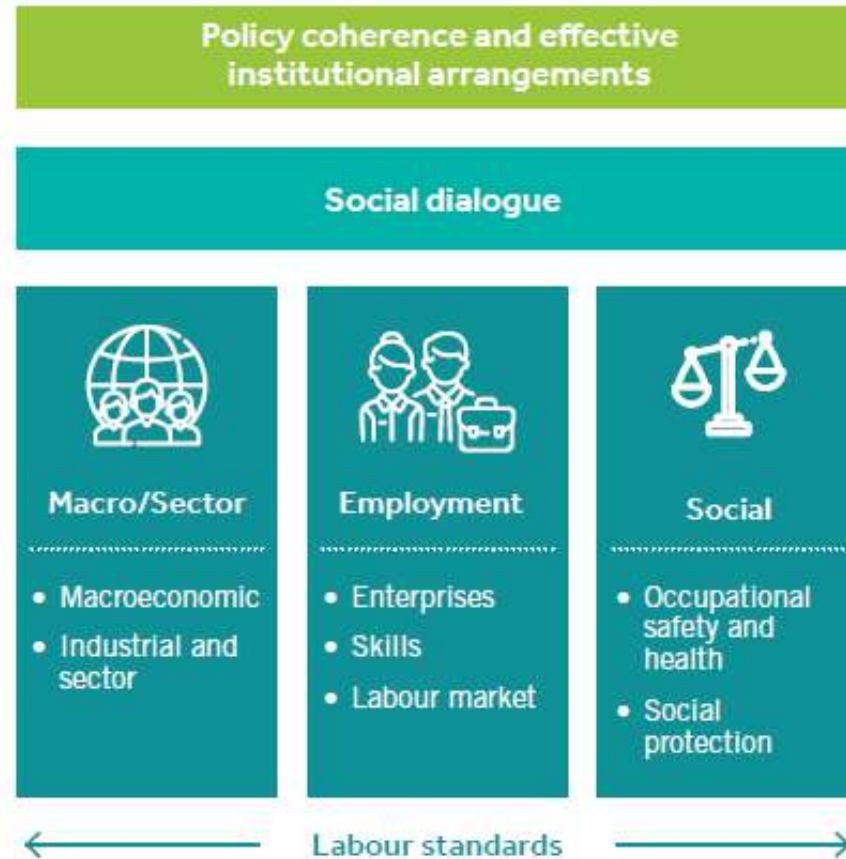 Policy coherence and effective
institutional arrangements
Social dialogue
Macro/Sector
• Macroeconomic
• Industrial and
sector
Employment
• Enterprises
• Skills
• Labour market
Social
• Occupational
safety and
health
• Social
protection
Labour standards